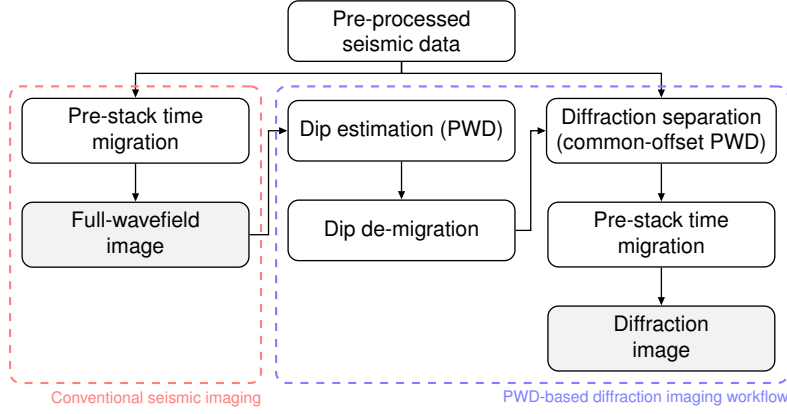 Pre-processed
seismic data
Pre-stack time
migration
Full-wavefield
image
Dip estimation (PWD)
Dip de-migration
Diffraction separation
(common-offset PWD)
Pre-stack time
migration
Diffraction
image
Conventional seismic imaging
PWD-based diffraction imaging workflow